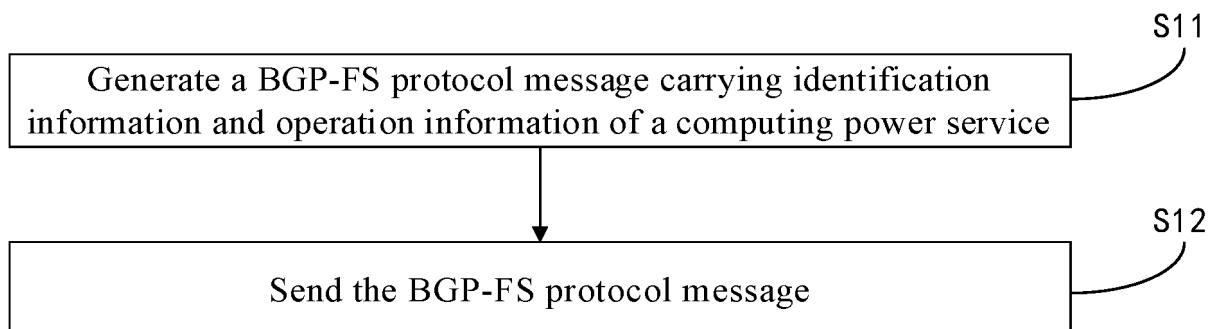 S11
Generate a BGP-FS protocol message carrying identification
information and operation information of a computing power service
S12
Send the BGP-FS protocol message